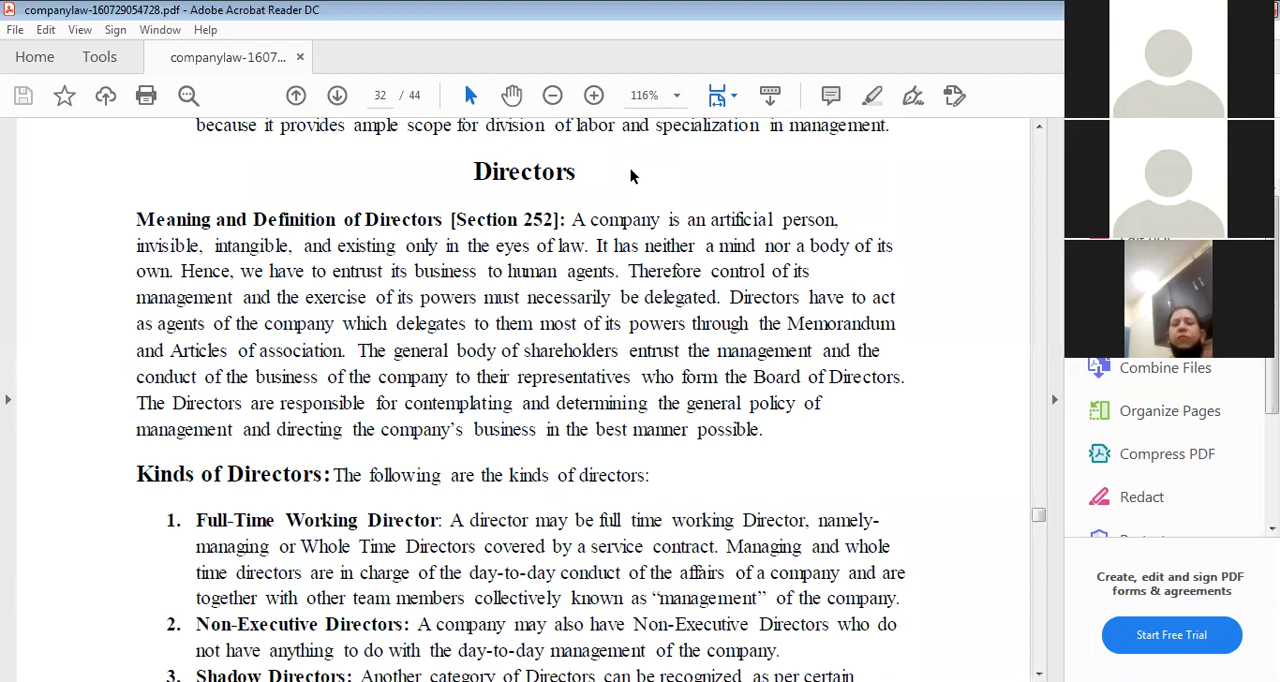 companylaw-160729054728.pdf - Adobe Acrobat Reader DC
File Edit View Sign Window Help
Home Tools companylaw-1607... ×
32 / 44 116%
because it provides ample scope for division of labor and specialization in management.
Directors
Meaning and Definition of Directors [Section 252]: A company is an artificial person,
invisible, intangible, and existing only in the eyes of law. It has neither a mind nor a body of its
own. Hence, we have to entrust its business to human agents. Therefore control of its
management and the exercise of its powers must necessarily be delegated. Directors have to act
as agents of the company which delegates to them most of its powers through the Memorandum
and Articles of association. The general body of shareholders entrust the management and the
conduct of the business of the company to their representatives who form the Board of Directors.
The Directors are responsible for contemplating and determining the general policy of
management and directing the company's business in the best manner possible.
Kinds of Directors: The following are the kinds of directors:
1. Full-Time Working Director: A director may be full time working Director, namely-
managing or Whole Time Directors covered by a service contract. Managing and whole
time directors are in charge of the day-to-day conduct of the affairs of a company and are
together with other team members collectively known as “management” of the company.
2. Non-Executive Directors: A company may also have Non-Executive Directors who do
not have anything to do with the day-to-day management of the company.
3. Shadow Directors: Another category of Directors can be recognized as per certain
Combine Files
Organize Pages
Compress PDF
Redact
Create, edit and sign PDF
forms & agreements
Start Free Trial